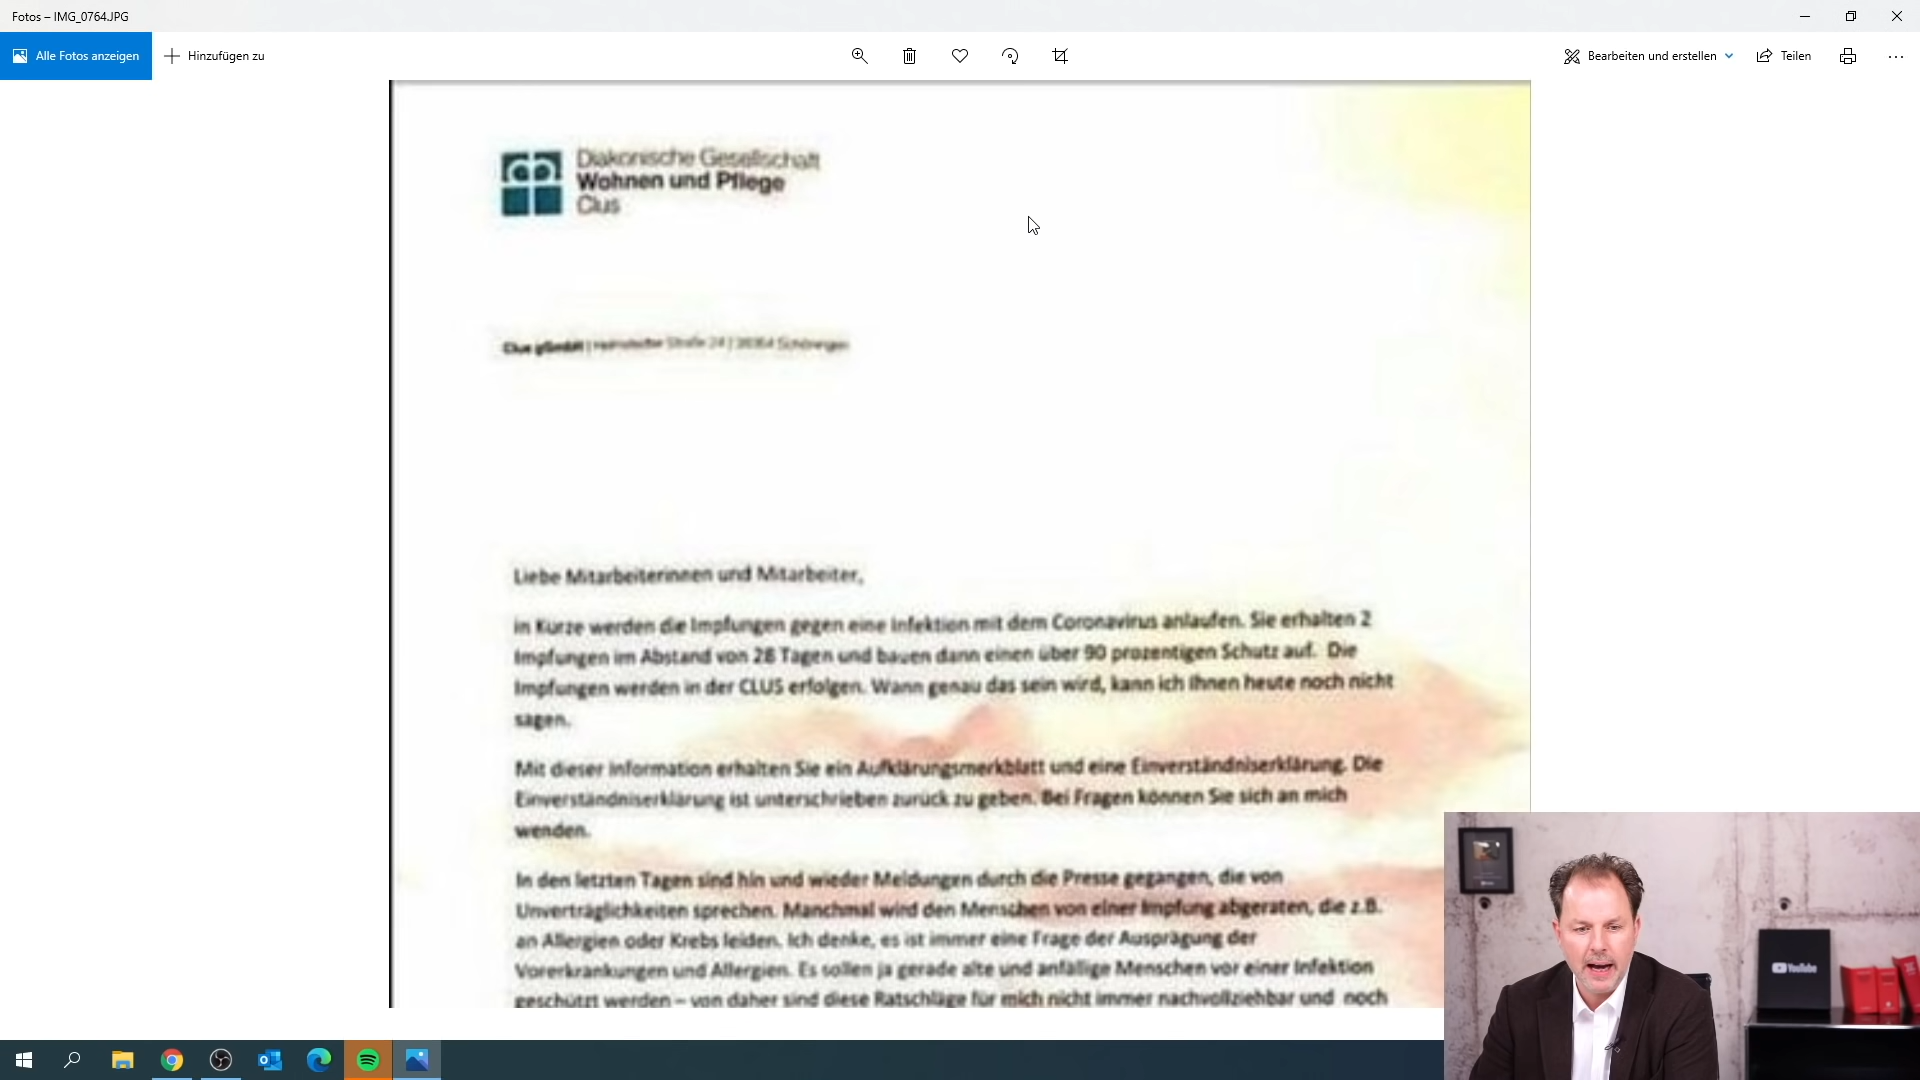 Fotos – IMG_0764.JPG
Alle Fotos anzeigen
Hinzufügen zu
Bearbeiten und erstellen
Teilen
Diakonische Gesellschaft
Wohnen und Pflege
Clus
Clus gGmbH | Helmstedter Straße 24 | 38364 Schöningen
Liebe Mitarbeiterinnen und Mitarbeiter,
in Kürze werden die Impfungen gegen eine Infektion mit dem Coronavirus anlaufen. Sie erhalten 2
Impfungen im Abstand von 28 Tagen und bauen dann einen über 90 prozentigen Schutz auf. Die
Impfungen werden in der CLUS erfolgen. Wann genau das sein wird, kann ich Ihnen heute noch nicht
sagen.
Mit dieser Information erhalten Sie ein Aufklärungsmerkblatt und eine Einverständniserklärung. Die
Einverständniserklärung ist unterschrieben zurück zu geben. Bei Fragen können Sie sich an mich
wenden.
In den letzten Tagen sind hin und wieder Meldungen durch die Presse gegangen, die von
Unverträglichkeiten sprechen. Manchmal wird den Menschen von einer Impfung abgeraten, die z.B.
an Allergien oder Krebs leiden. Ich denke, es ist immer eine Frage der Ausprägung der
Vorerkrankungen und Allergien. Es sollen ja gerade alte und anfällige Menschen vor einer Infektion
geschützt werden – von daher sind diese Ratschläge für mich nicht immer nachvollziehbar und noch
YouTube